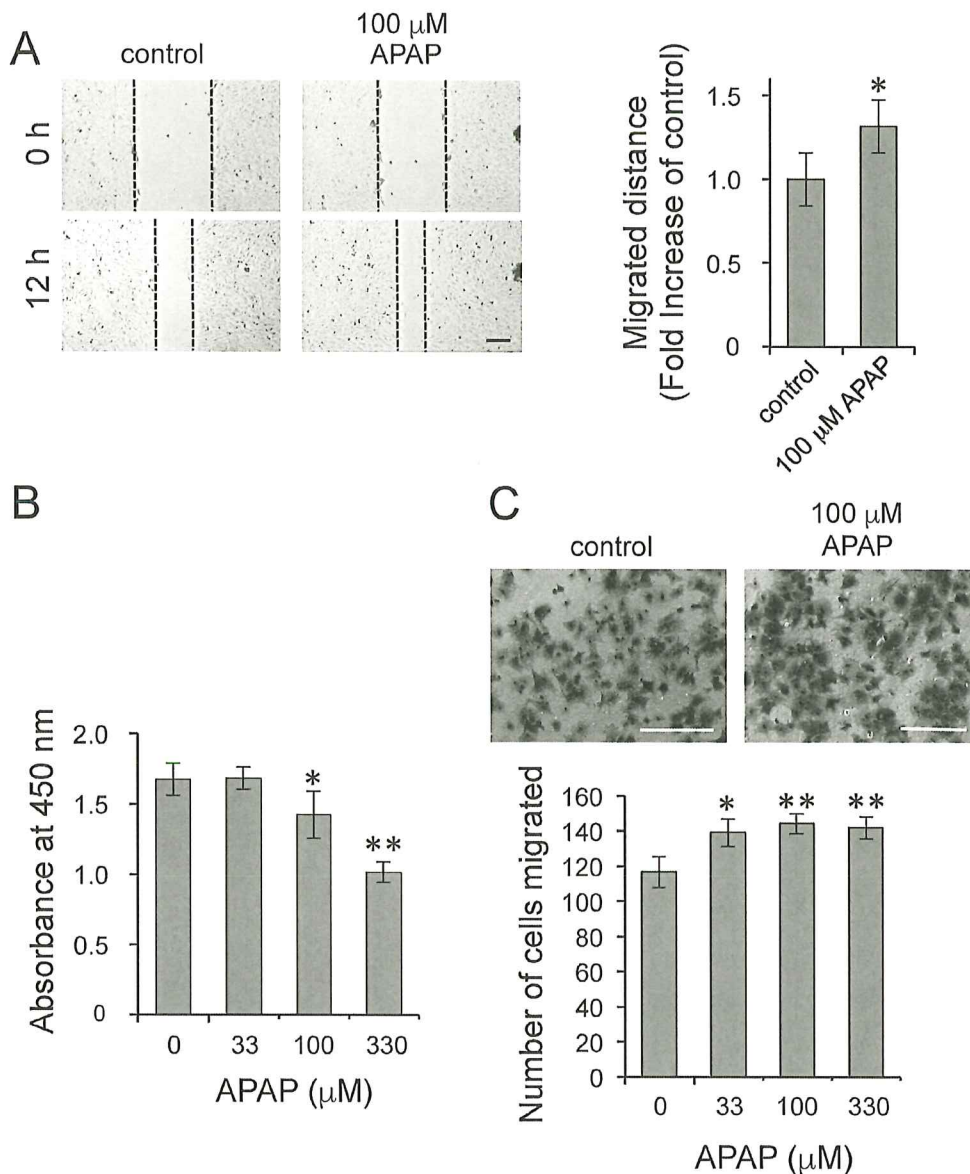 A
control
100 μM
APAP
0 h
12 h
Migrated distance
(Fold Increase of control)
1.5
*
1.0
0.5
0
control
100 μM APAP
B
Absorbance at 450 nm
2.0
1.5
1.0
0.5
0
*
**
0 33 100 330
APAP (μM)
C
control
100 μM
APAP
Number of cells migrated
160
140
120
100
80
60
40
20
0
* ** **
0 33 100 330
APAP (μM)